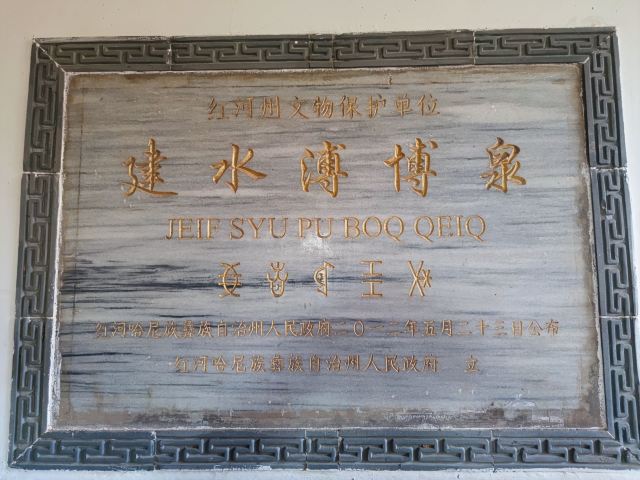 红河州文物保护单位
建水溥博泉
JEIF SYU PU BOQ QEIQ
红河哈尼族彝族自治州人民政府二〇一三年五月二十三日公布
红河哈尼族彝族自治州人民政府 立